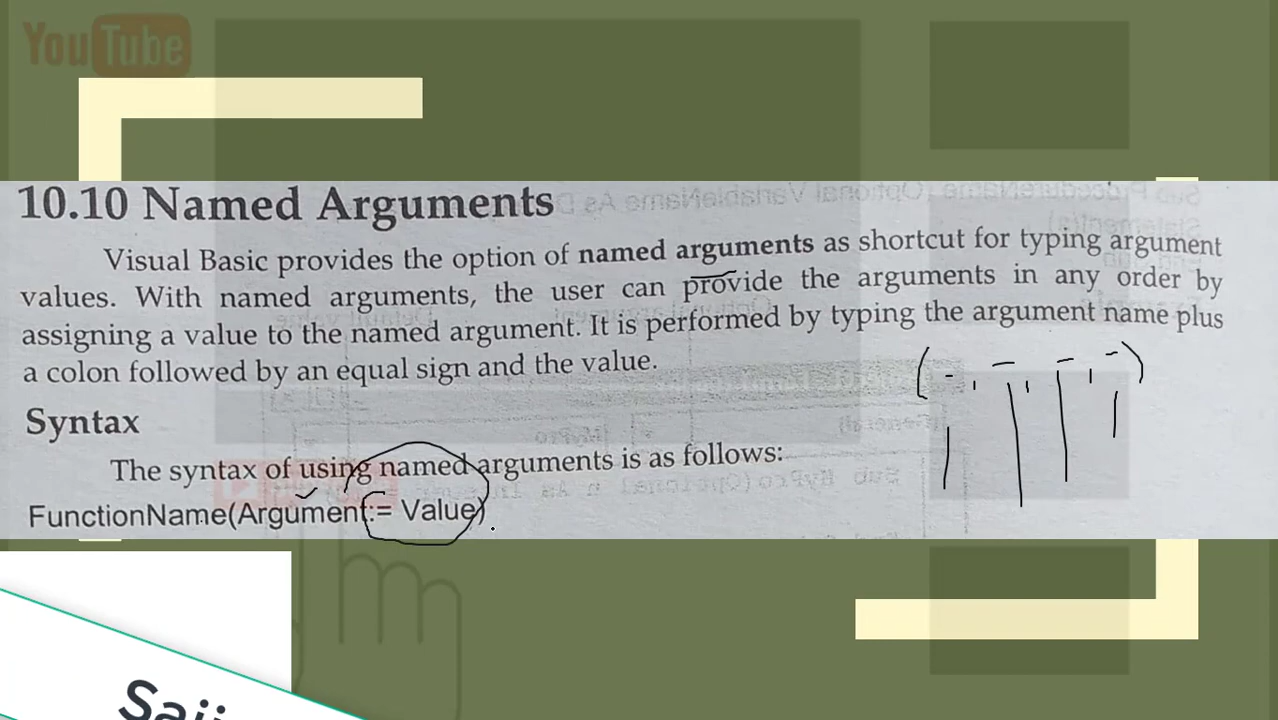 YouTube
10.10 Named Arguments
Visual Basic provides the option of named arguments as shortcut for typing argument
values. With named arguments, the user can provide the arguments in any order by
assigning a value to the named argument. It is performed by typing the argument name plus
a colon followed by an equal sign and the value.
Syntax
The syntax of using named arguments is as follows:
FunctionName(Argument:= Value)